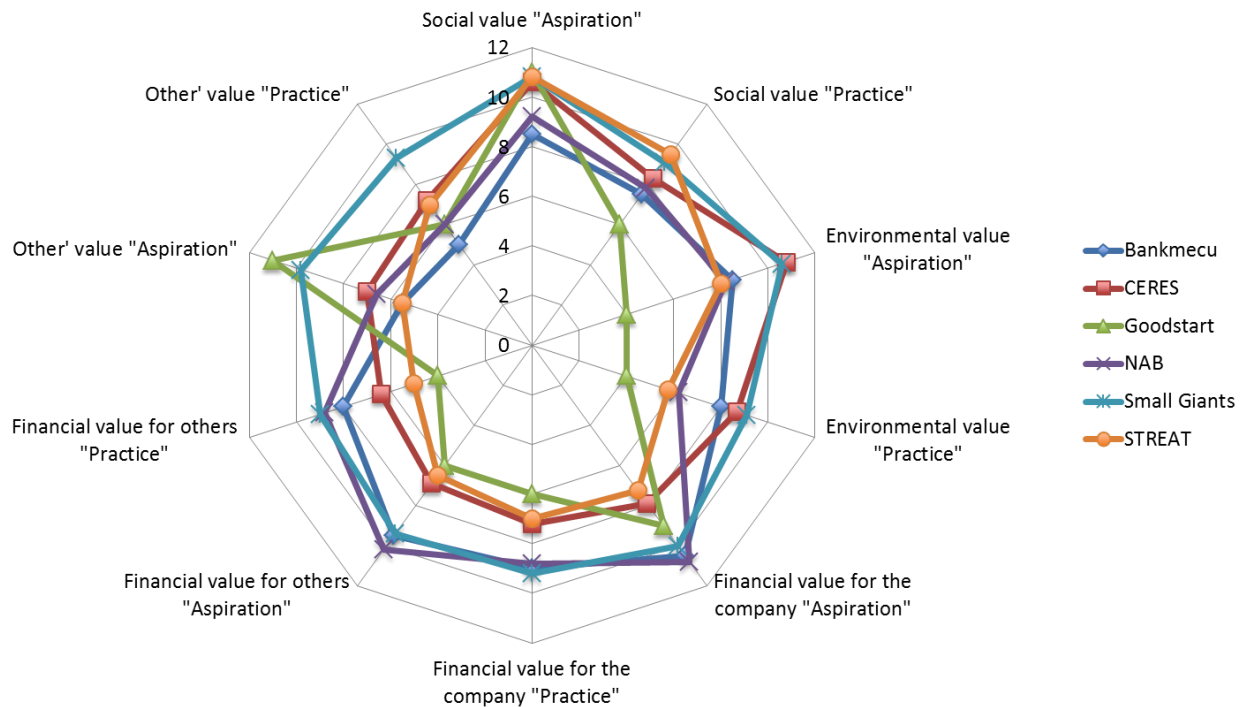 Social value "Aspiration"
12
Other' value "Practice"
Social value "Practice"
10
8
6
Other' value "Aspiration"
Environmental value
"Aspiration"
4
2
0
Financial value for others
"Practice"
Environmental value
"Practice"
Financial value for others
"Aspiration"
Financial value for the
company "Aspiration"
Financial value for the
company "Practice"
Bankmecu
CERES
Goodstart
NAB
Small Giants
STREAT